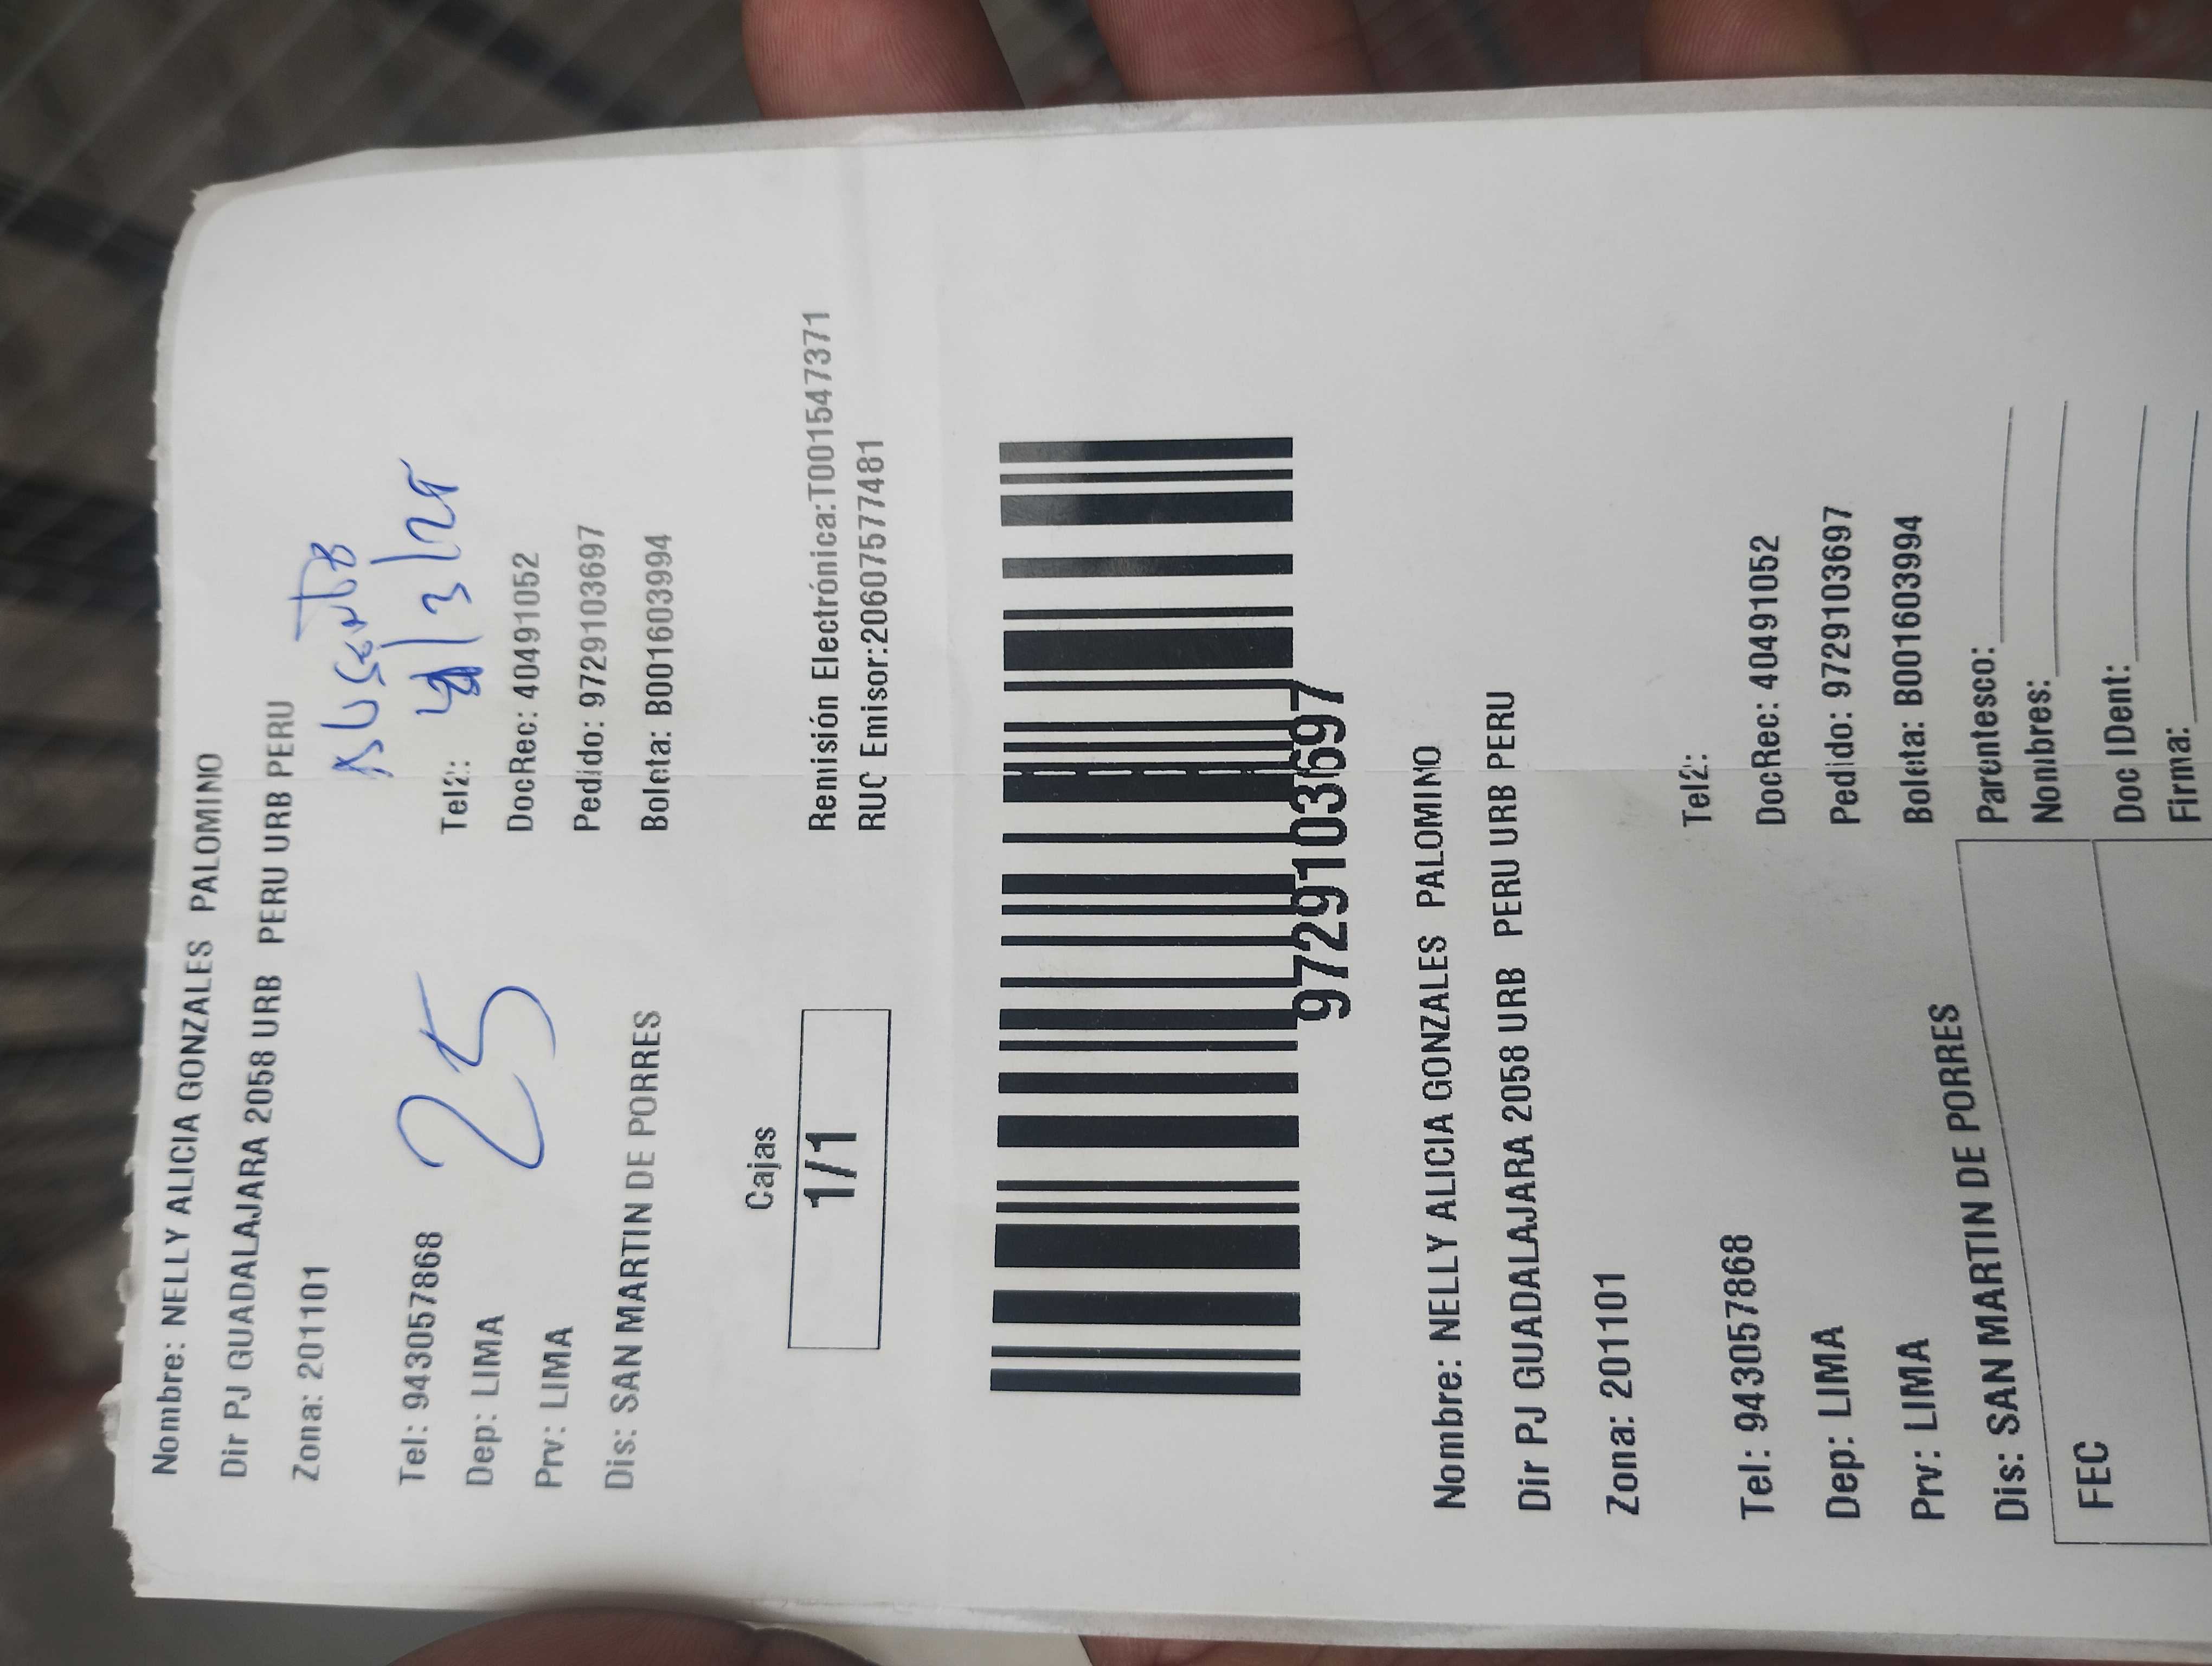 Nombre: NELLY ALICIA GONZALES PALOMINO
Dir PJ GUADALAJARA 2058 URB PERU URB PERU
Zona: 201101
Ausente
4/3/25
Tel: 943057868
Tel2:
25
Dep: LIMA
DocRec: 40491052
Prv: LIMA
Pedido: 9729103697
Dis: SAN MARTIN DE PORRES
Boleta: B001603994
Cajas
1/1
Remisión Electrónica:T001547371
RUC Emisor:20607577481
9729103697
Nombre: NELLY ALICIA GONZALES PALOMINO
Dir PJ GUADALAJARA 2058 URB PERU URB PERU
Zona: 201101
Tel: 943057868
Tel2:
Dep: LIMA
DocRec: 40491052
Prv: LIMA
Pedido: 9729103697
Dis: SAN MARTIN DE PORRES
Boleta: B001603994
FEC
Parentesco:
Nombres:
Doc IDent:
Firma: